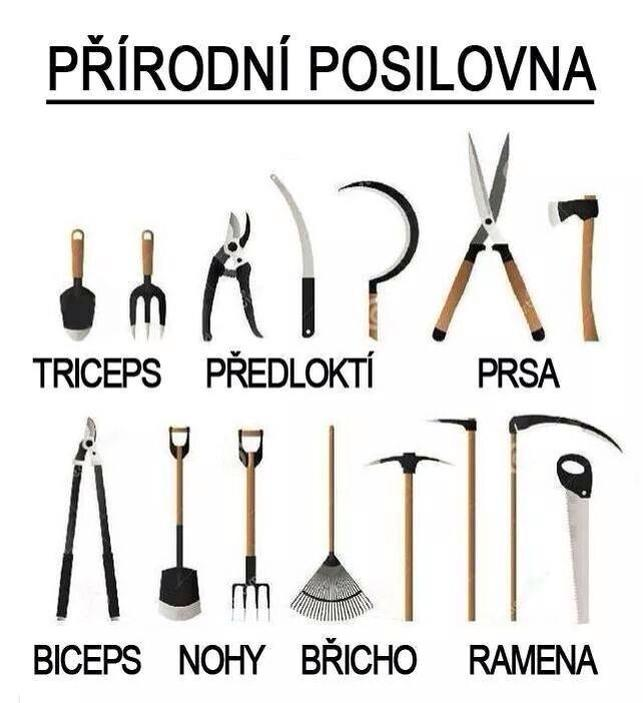 PŘÍRODNÍ POSILOVNA
TRICEPS PŘEDLOKTÍ PRSA
BICEPS NOHY BŘICHO RAMENA